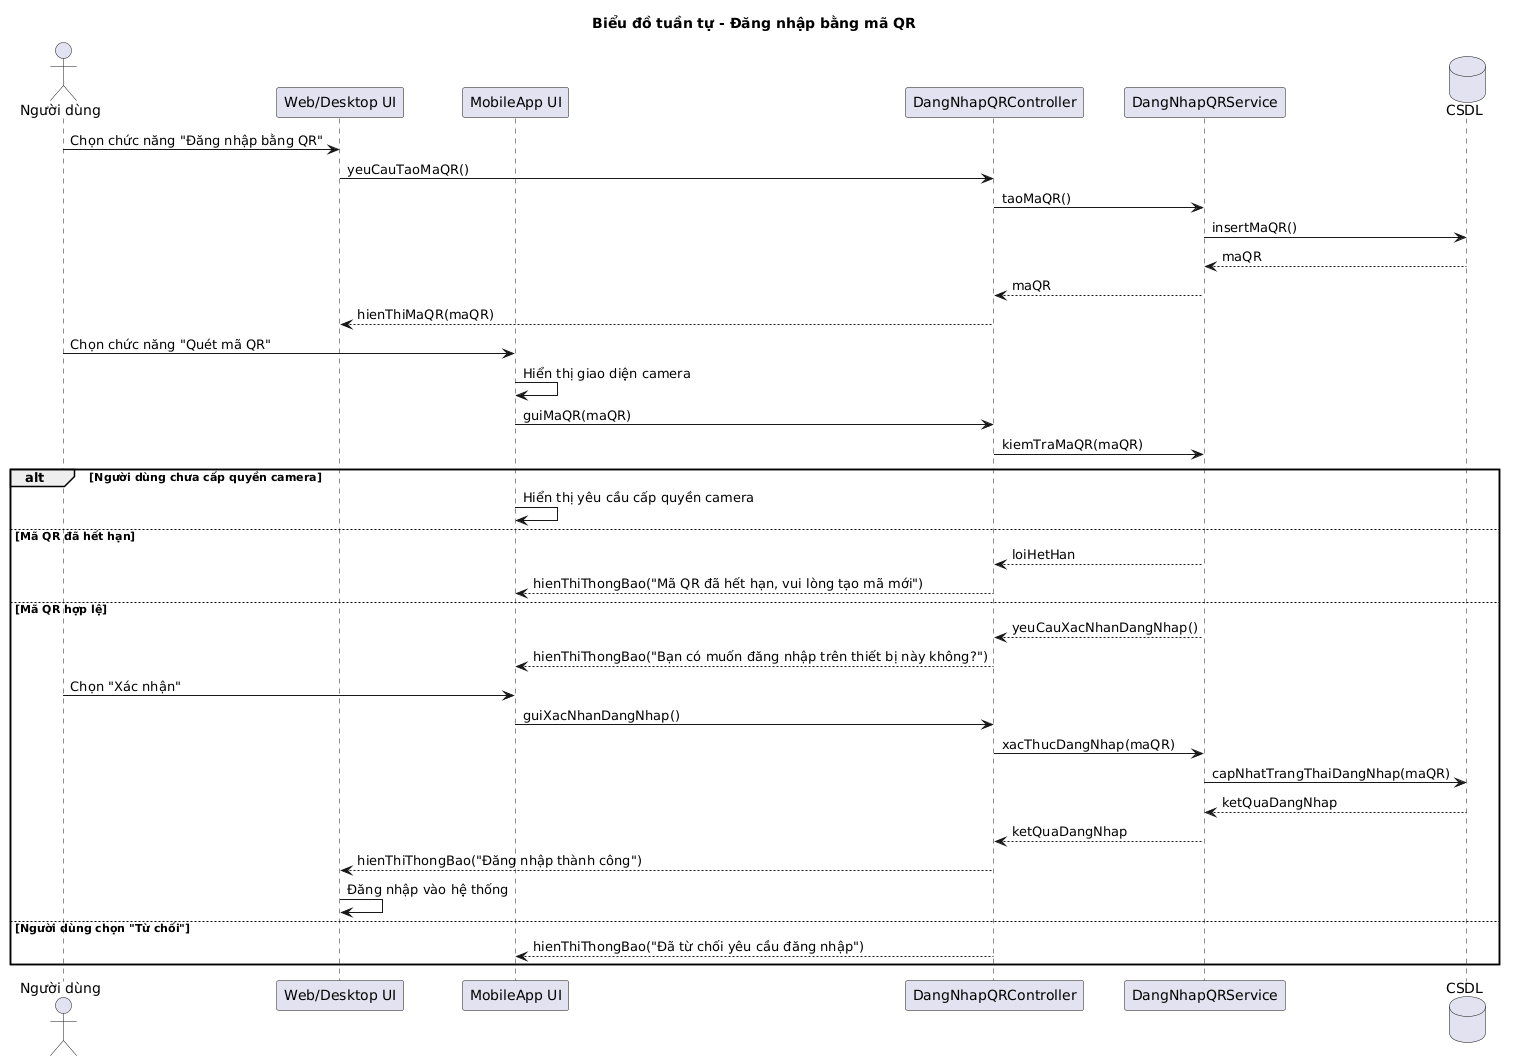 Biểu đồ tuần tự - Đăng nhập bằng mã QR
Người dùng
Web/Desktop UI
MobileApp UI
DangNhapQRController
DangNhapQRService
CSDL
Chọn chức năng "Đăng nhập bằng QR"
yeuCauTaoMaQR()
taoMaQR()
insertMaQR()
maQR
maQR
hienThiMaQR(maQR)
Chọn chức năng "Quét mã QR"
Hiển thị giao diện camera
guiMaQR(maQR)
kiemTraMaQR(maQR)
alt
[Người dùng chưa cấp quyền camera]
Hiển thị yêu cầu cấp quyền camera
[Mã QR đã hết hạn]
loiHetHan
hienThiThongBao("Mã QR đã hết hạn, vui lòng tạo mã mới")
[Mã QR hợp lệ]
yeuCauXacNhanDangNhap()
hienThiThongBao("Bạn có muốn đăng nhập trên thiết bị này không?")
Chọn "Xác nhận"
guiXacNhanDangNhap()
xacThucDangNhap(maQR)
capNhatTrangThaiDangNhap(maQR)
ketQuaDangNhap
ketQuaDangNhap
hienThiThongBao("Đăng nhập thành công")
Đăng nhập vào hệ thống
[Người dùng chọn "Từ chối"]
hienThiThongBao("Đã từ chối yêu cầu đăng nhập")
Người dùng
Web/Desktop UI
MobileApp UI
DangNhapQRController
DangNhapQRService
CSDL